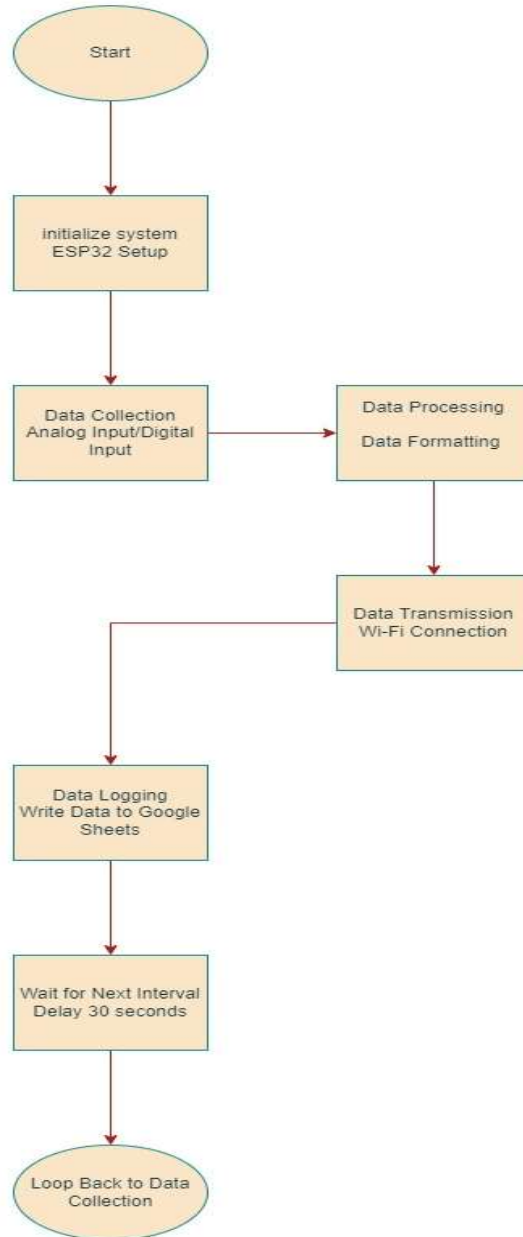 Start
initialize system
ESP32 Setup
Data Collection
Analog Input/Digital
Input
Data Processing
Data Formatting
Data Transmission
Wi-Fi Connection
Data Logging
Write Data to Google
Sheets
Wait for Next Interval
Delay 30 seconds
Loop Back to Data
Collection